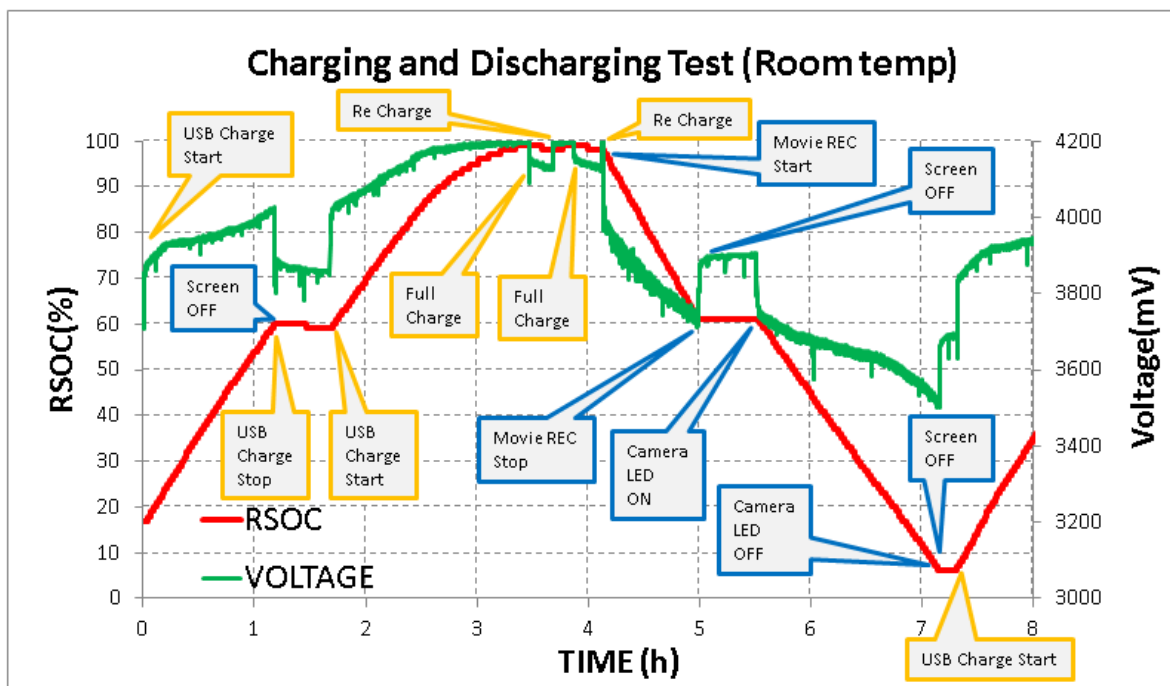 Charging and Discharging Test (Room temp)
USB Charge
Start
Re Charge
Re Charge
Movie REC
Start
Screen
OFF
Screen
OFF
Full
Charge
Full
Charge
USB
Charge
Stop
USB
Charge
Start
Movie REC
Stop
Camera
LED
ON
Screen
OFF
Camera
LED
OFF
USB Charge Start
RSOC
VOLTAGE
RSOC(%)
100
90
80
70
60
50
40
30
20
10
0
Voltage(mV)
4200
4000
3800
3600
3400
3200
3000
0
1
2
3
4
5
6
7
8
TIME (h)